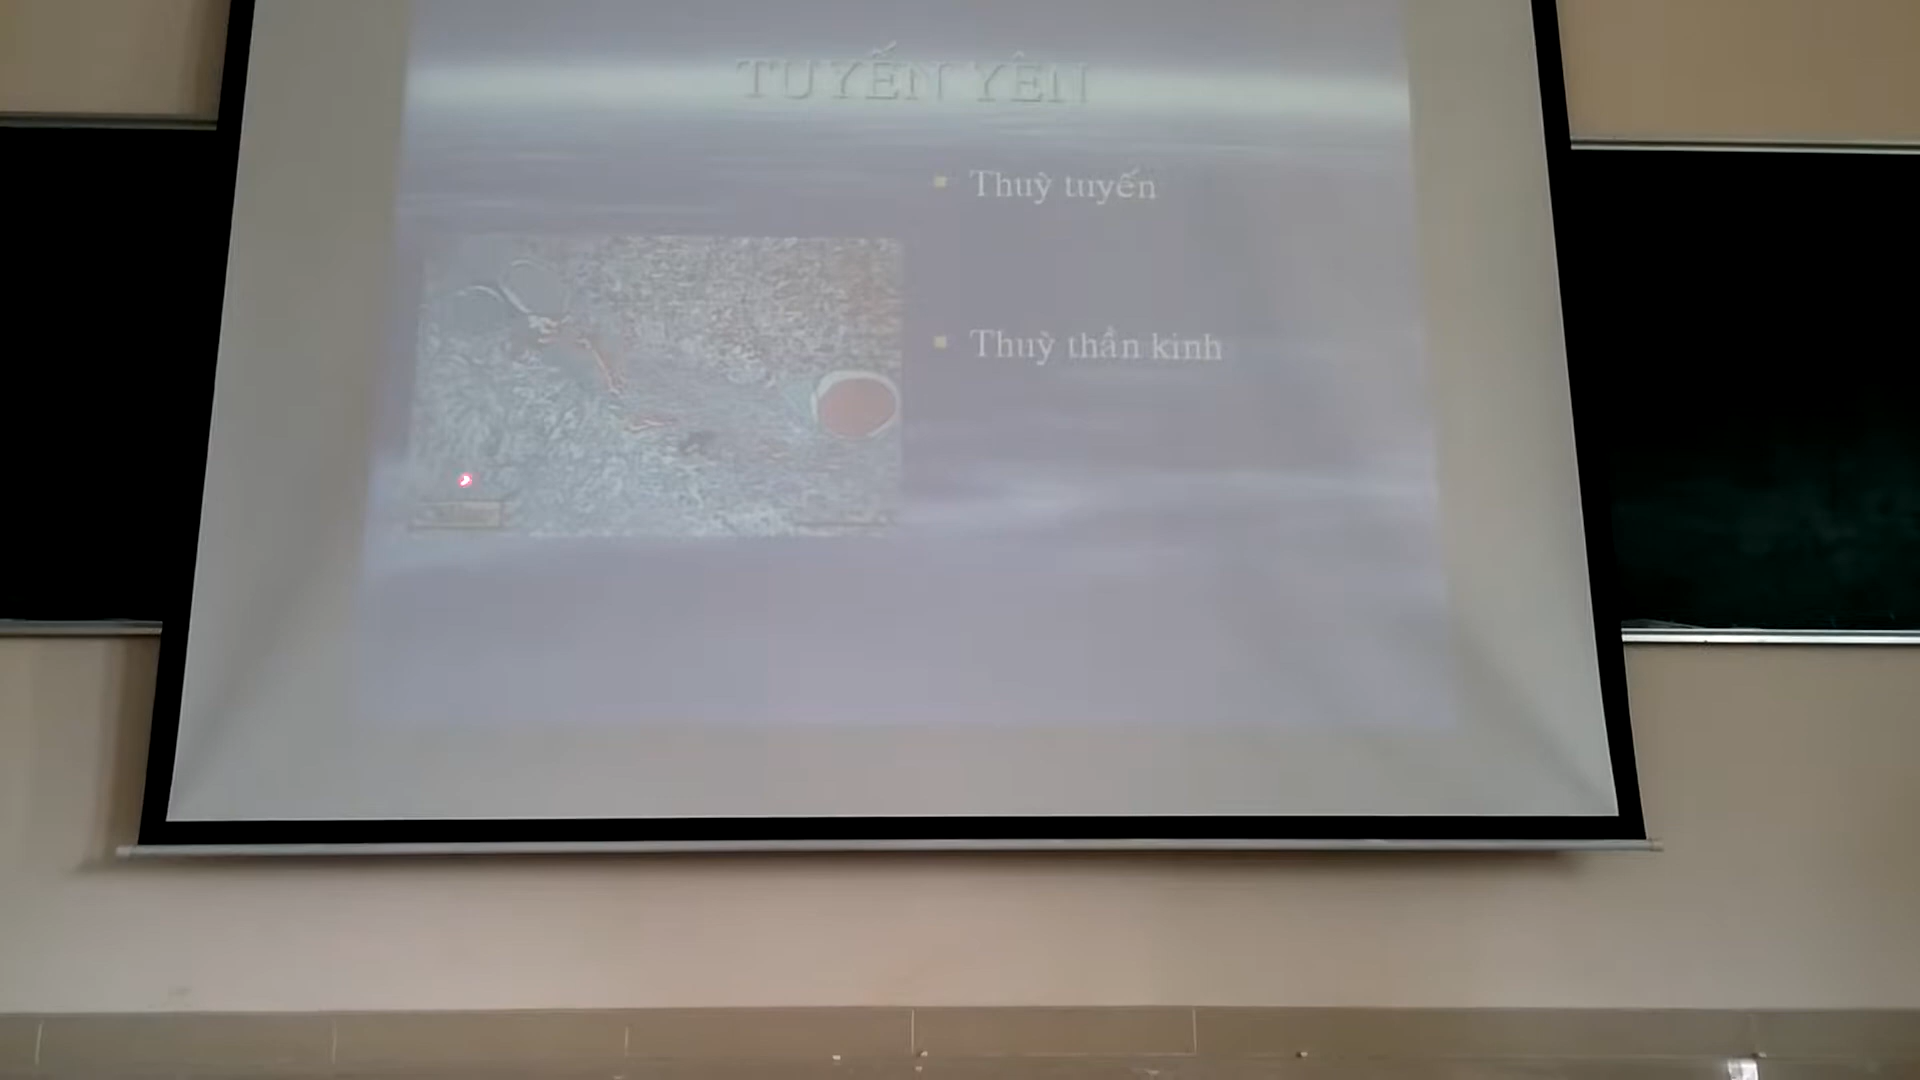 TUYẾN YÊN
Thuỳ tuyến
Thuỳ thần kinh